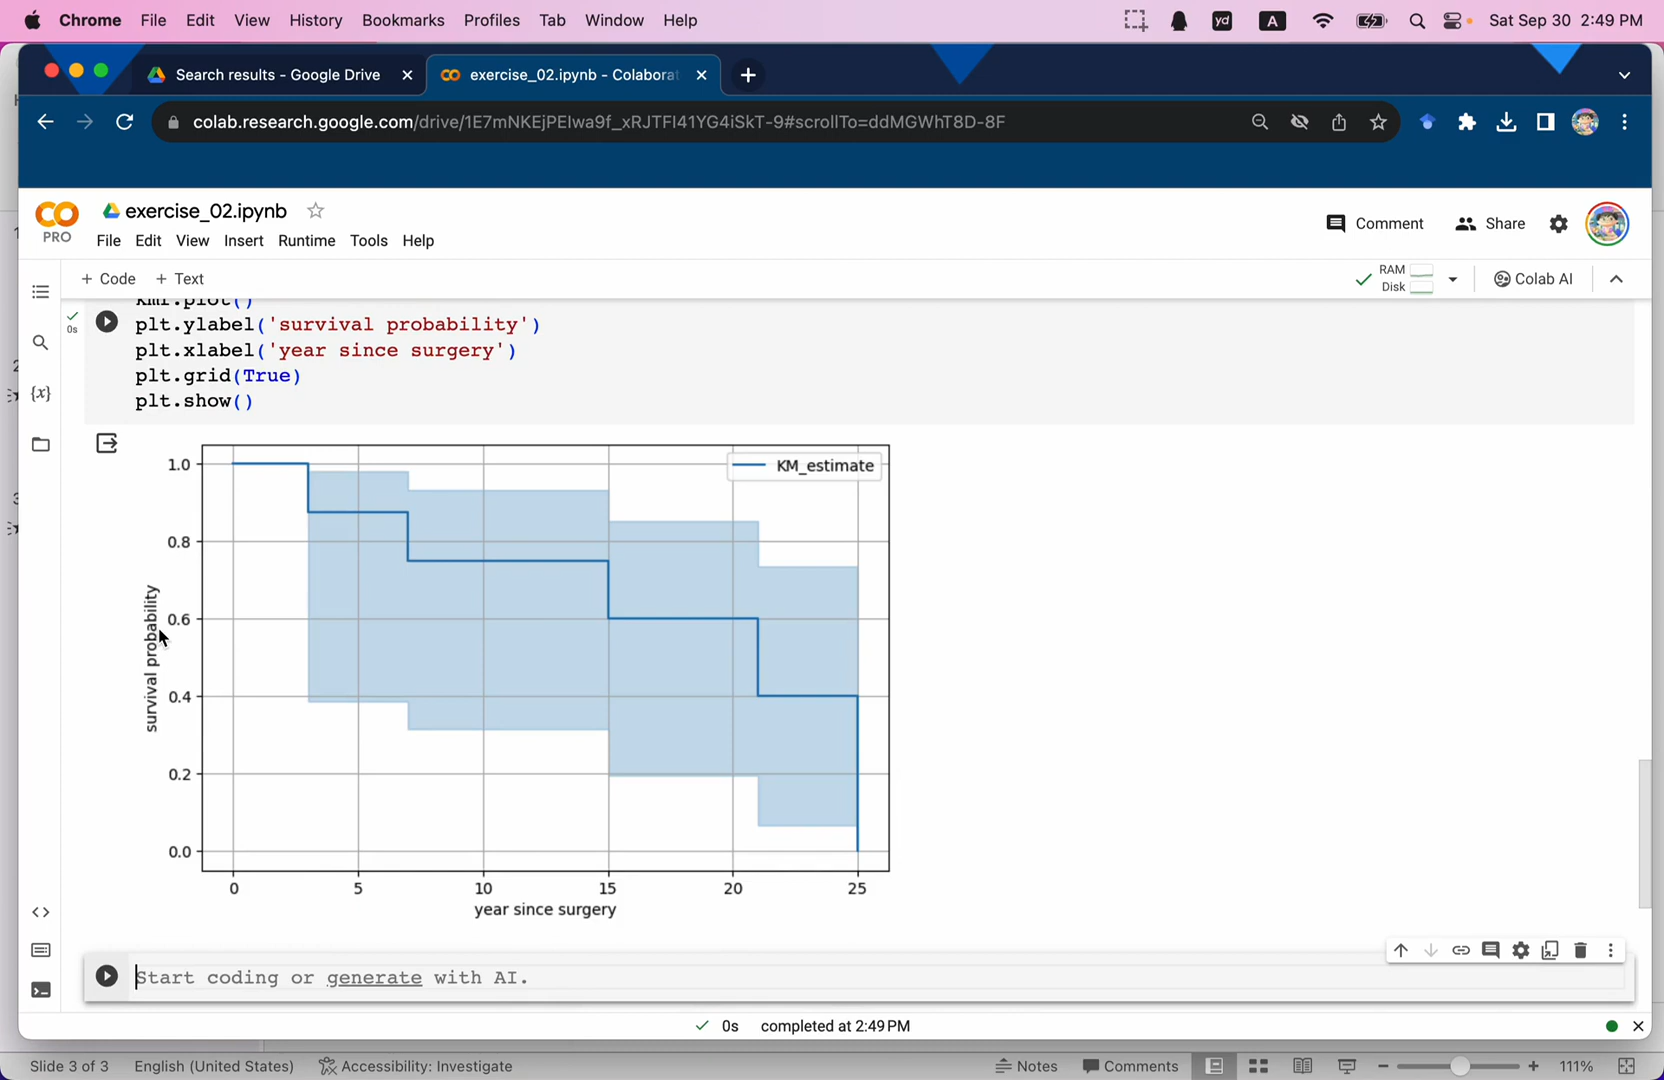 Chrome File Edit View History Bookmarks Profiles Tab Window Help yd A Sat Sep 30 2:49 PM
Search results - Google Drive exercise_02.ipynb - Colaborat
colab.research.google.com/drive/1E7mNKEjPEIwa9f_xRJTFI41YG4iSkT-9#scrollTo=ddMGWhT8D-8F
CO PRO
exercise_02.ipynb
File Edit View Insert Runtime Tools Help
Comment Share
+ Code + Text
RAM
Disk
Colab AI
kmf.plot()
0s
plt.ylabel('survival probability')
plt.xlabel('year since surgery')
plt.grid(True)
plt.show()
{x}
KM_estimate
survival probability
1.0
0.8
0.6
0.4
0.2
0.0
0 5 10 15 20 25
year since surgery
Start coding or generate with AI.
0s completed at 2:49 PM
Slide 3 of 3 English (United States) Accessibility: Investigate Notes Comments 111%